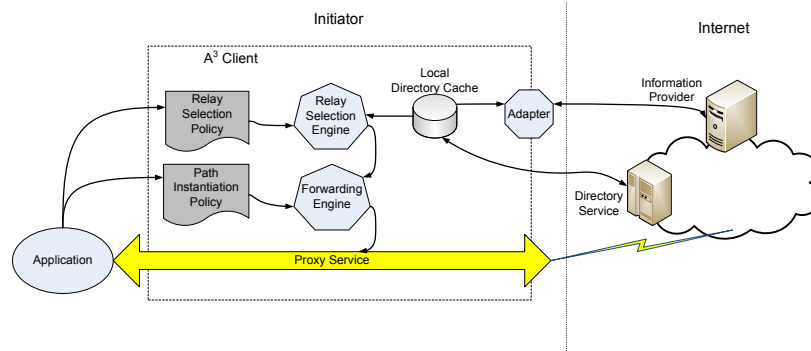 Initiator
Internet
A³ Client
Relay
Selection
Policy
Relay
Selection
Engine
Local
Directory Cache
Adapter
Information
Provider
Path
Instantiation
Policy
Forwarding
Engine
Directory
Service
Application
Proxy Service